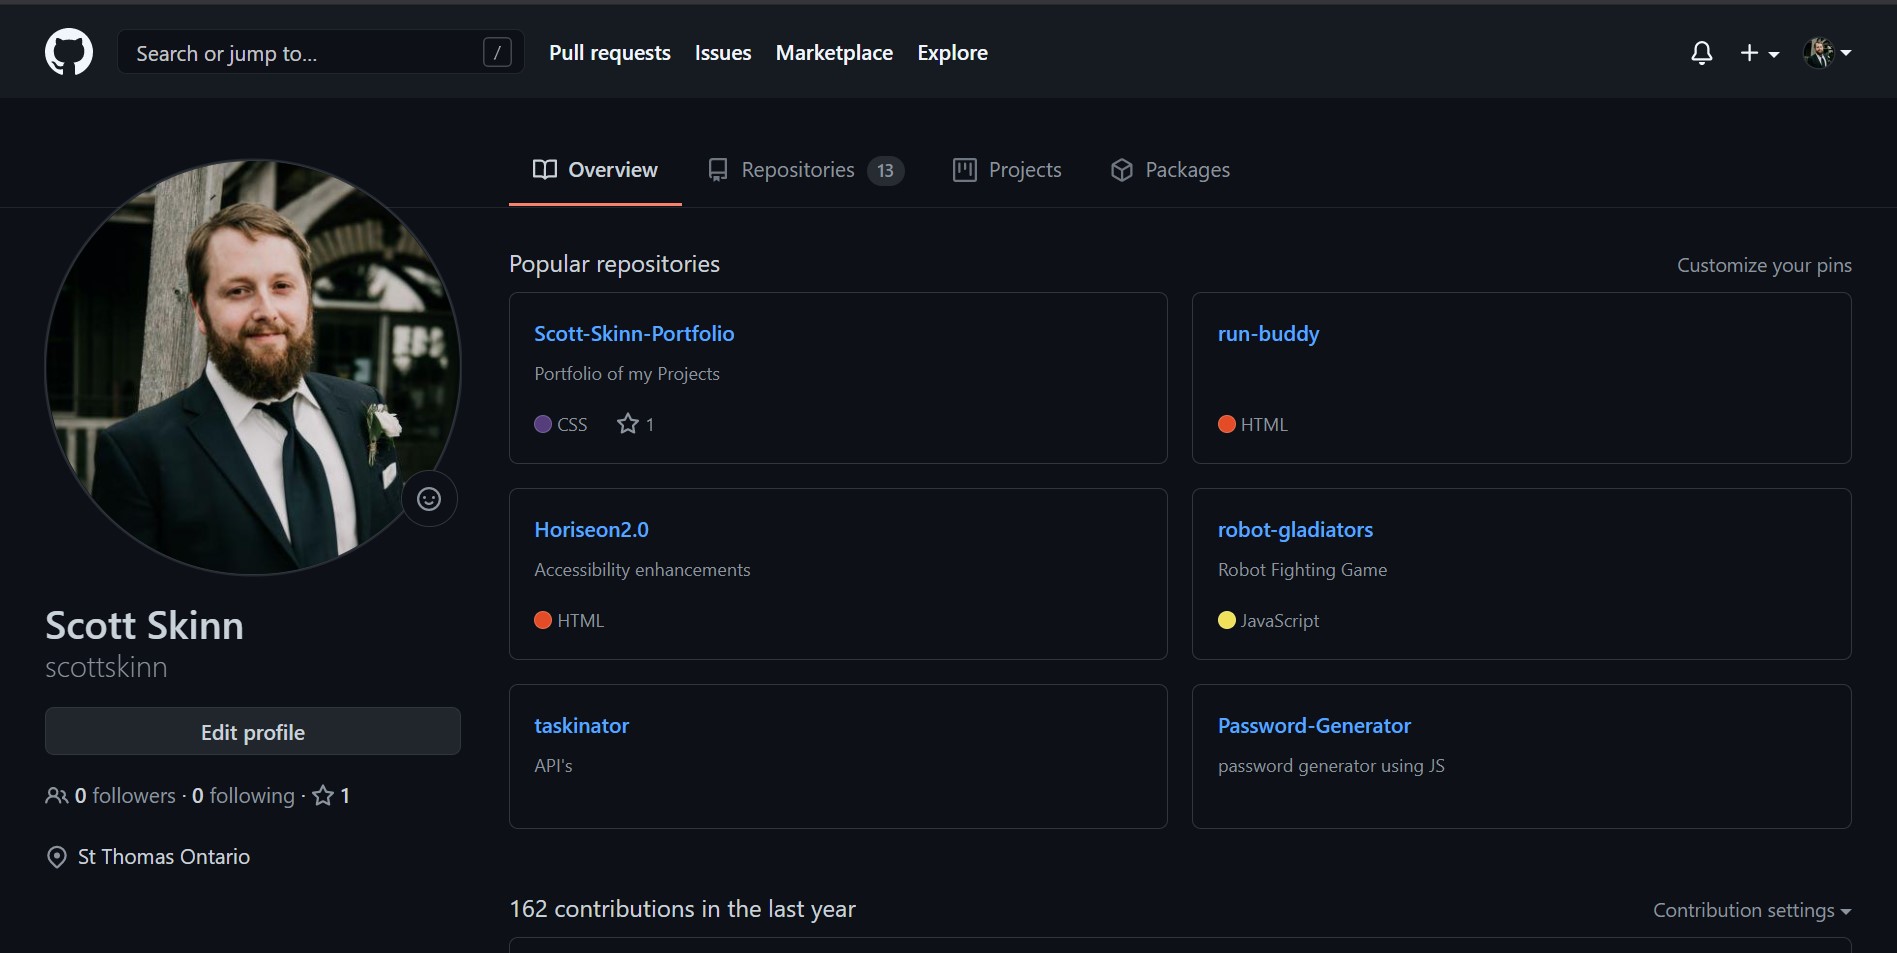 Search or jump to... /
Pull requests Issues Marketplace Explore
Overview Repositories 13 Projects Packages
Scott Skinn
scottskinn
Edit profile
0 followers · 0 following · 1
St Thomas Ontario
Popular repositories
Customize your pins
Scott-Skinn-Portfolio
Portfolio of my Projects
CSS 1
run-buddy
HTML
Horiseon2.0
Accessibility enhancements
HTML
robot-gladiators
Robot Fighting Game
JavaScript
taskinator
API's
Password-Generator
password generator using JS
162 contributions in the last year
Contribution settings